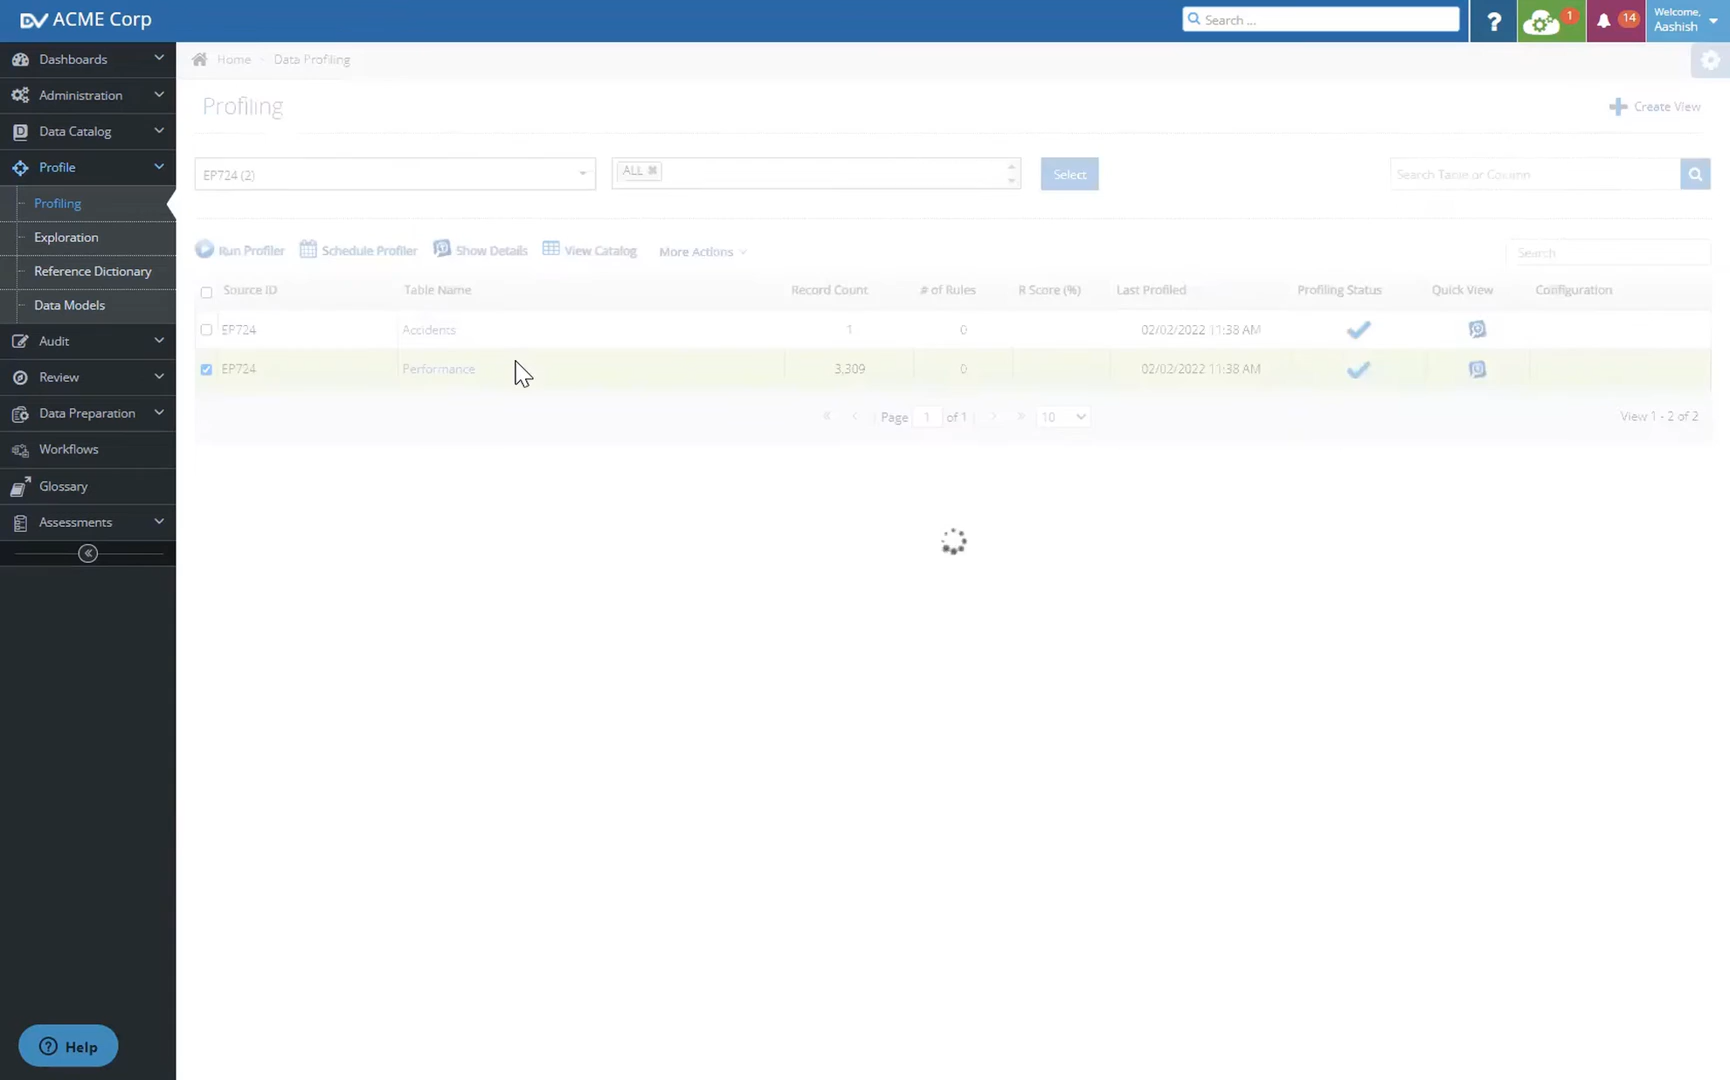 DV ACME Corp
Search ...
?
1
14
Welcome,
Aashish
Dashboards
Administration
Data Catalog
Profile
Profiling
Exploration
Reference Dictionary
Data Models
Audit
Review
Data Preparation
Workflows
Glossary
Assessments
Help
Home Data Profiling
Profiling
Create View
EP724 (2)
ALL
Select
Search Table or Column
Run Profiler Schedule Profiler Show Details View Catalog More Actions
Search
Source ID Table Name Record Count # of Rules R Score (%) Last Profiled Profiling Status Quick View Configuration
EP724 Accidents 1 0 02/02/2022 11:38 AM
EP724 Performance 3,309 0 02/02/2022 11:38 AM
Page 1 of 1 10
View 1 - 2 of 2